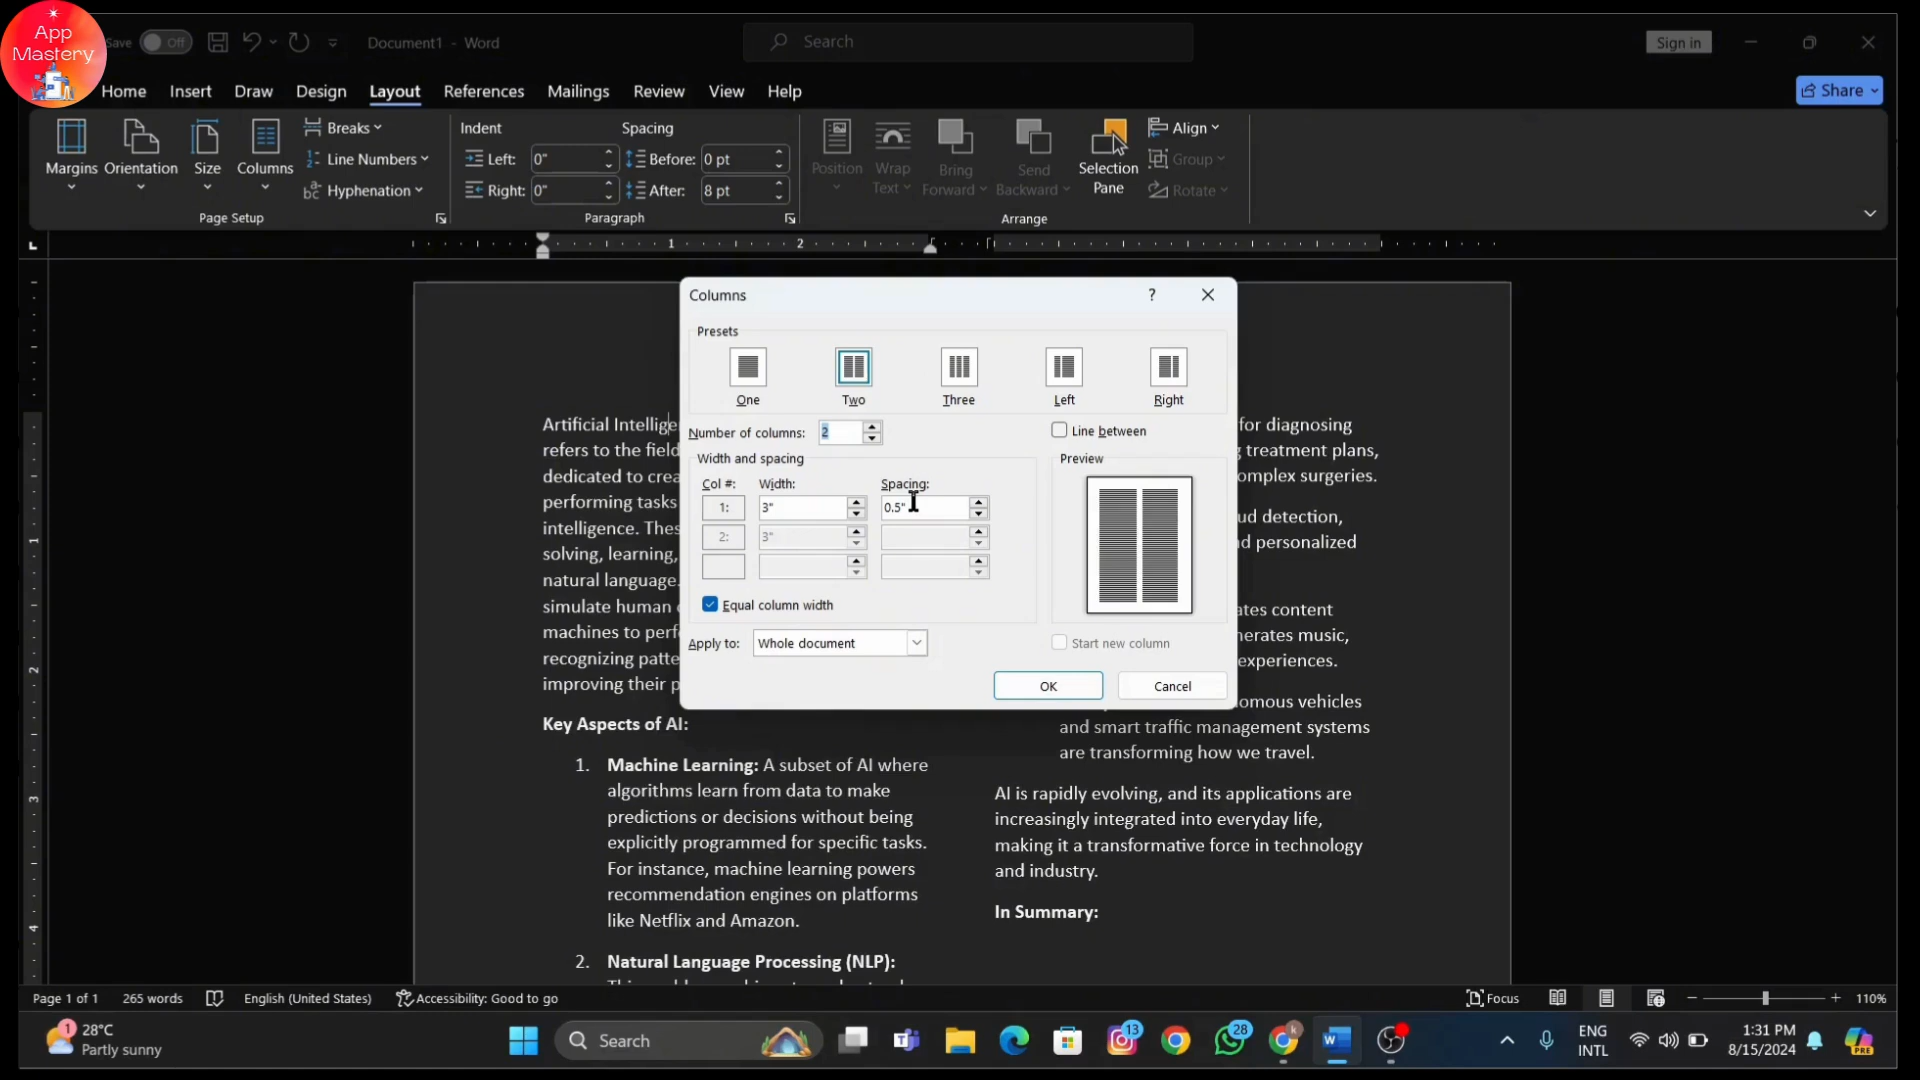 App
Mastery
Save
Off
Document1 - Word
Search
Sign in
Home
Insert
Draw
Design
Layout
References
Mailings
Review
View
Help
Share
Margins
Orientation
Size
Columns
Breaks
Line Numbers
Hyphenation
Page Setup
Indent
Spacing
Left: 0"
Before: 0 pt
Right: 0"
After: 8 pt
Paragraph
Position
Wrap
Text
Bring
Forward
Send
Backward
Selection
Pane
Align
Group
Rotate
Arrange
1
2
Columns
?
Presets
One
Two
Three
Left
Right
Number of columns: 2
Line between
Width and spacing
Preview
Col #:
Width:
Spacing:
1:
3"
0.5"
2:
3"
Equal column width
Apply to: Whole document
Start new column
OK
Cancel
Artificial
refers to the field
dedicated to
performing tasks
intelligence.
solving, learning,
natural language.
simulate human
machines to
recognizing
improving their
Key Aspects of AI:
1. Machine Learning: A subset of AI where
algorithms learn from data to make
predictions or decisions without being
explicitly programmed for specific tasks.
For instance, machine learning powers
recommendation engines on platforms
like Netflix and Amazon.
2. Natural Language Processing (NLP):
for diagnosing
treatment plans,
surgeries.
detection,
personalized
content
music,
experiences.
vehicles
and smart traffic management systems
are transforming how we travel.
AI is rapidly evolving, and its applications are
increasingly integrated into everyday life,
making it a transformative force in technology
and industry.
In Summary:
1
2
3
4
Page 1 of 1
265 words
English (United States)
Accessibility: Good to go
Focus
110%
1
28°C
Partly sunny
Search
13
28
k
ENG
INTL
1:31 PM
8/15/2024
PRE